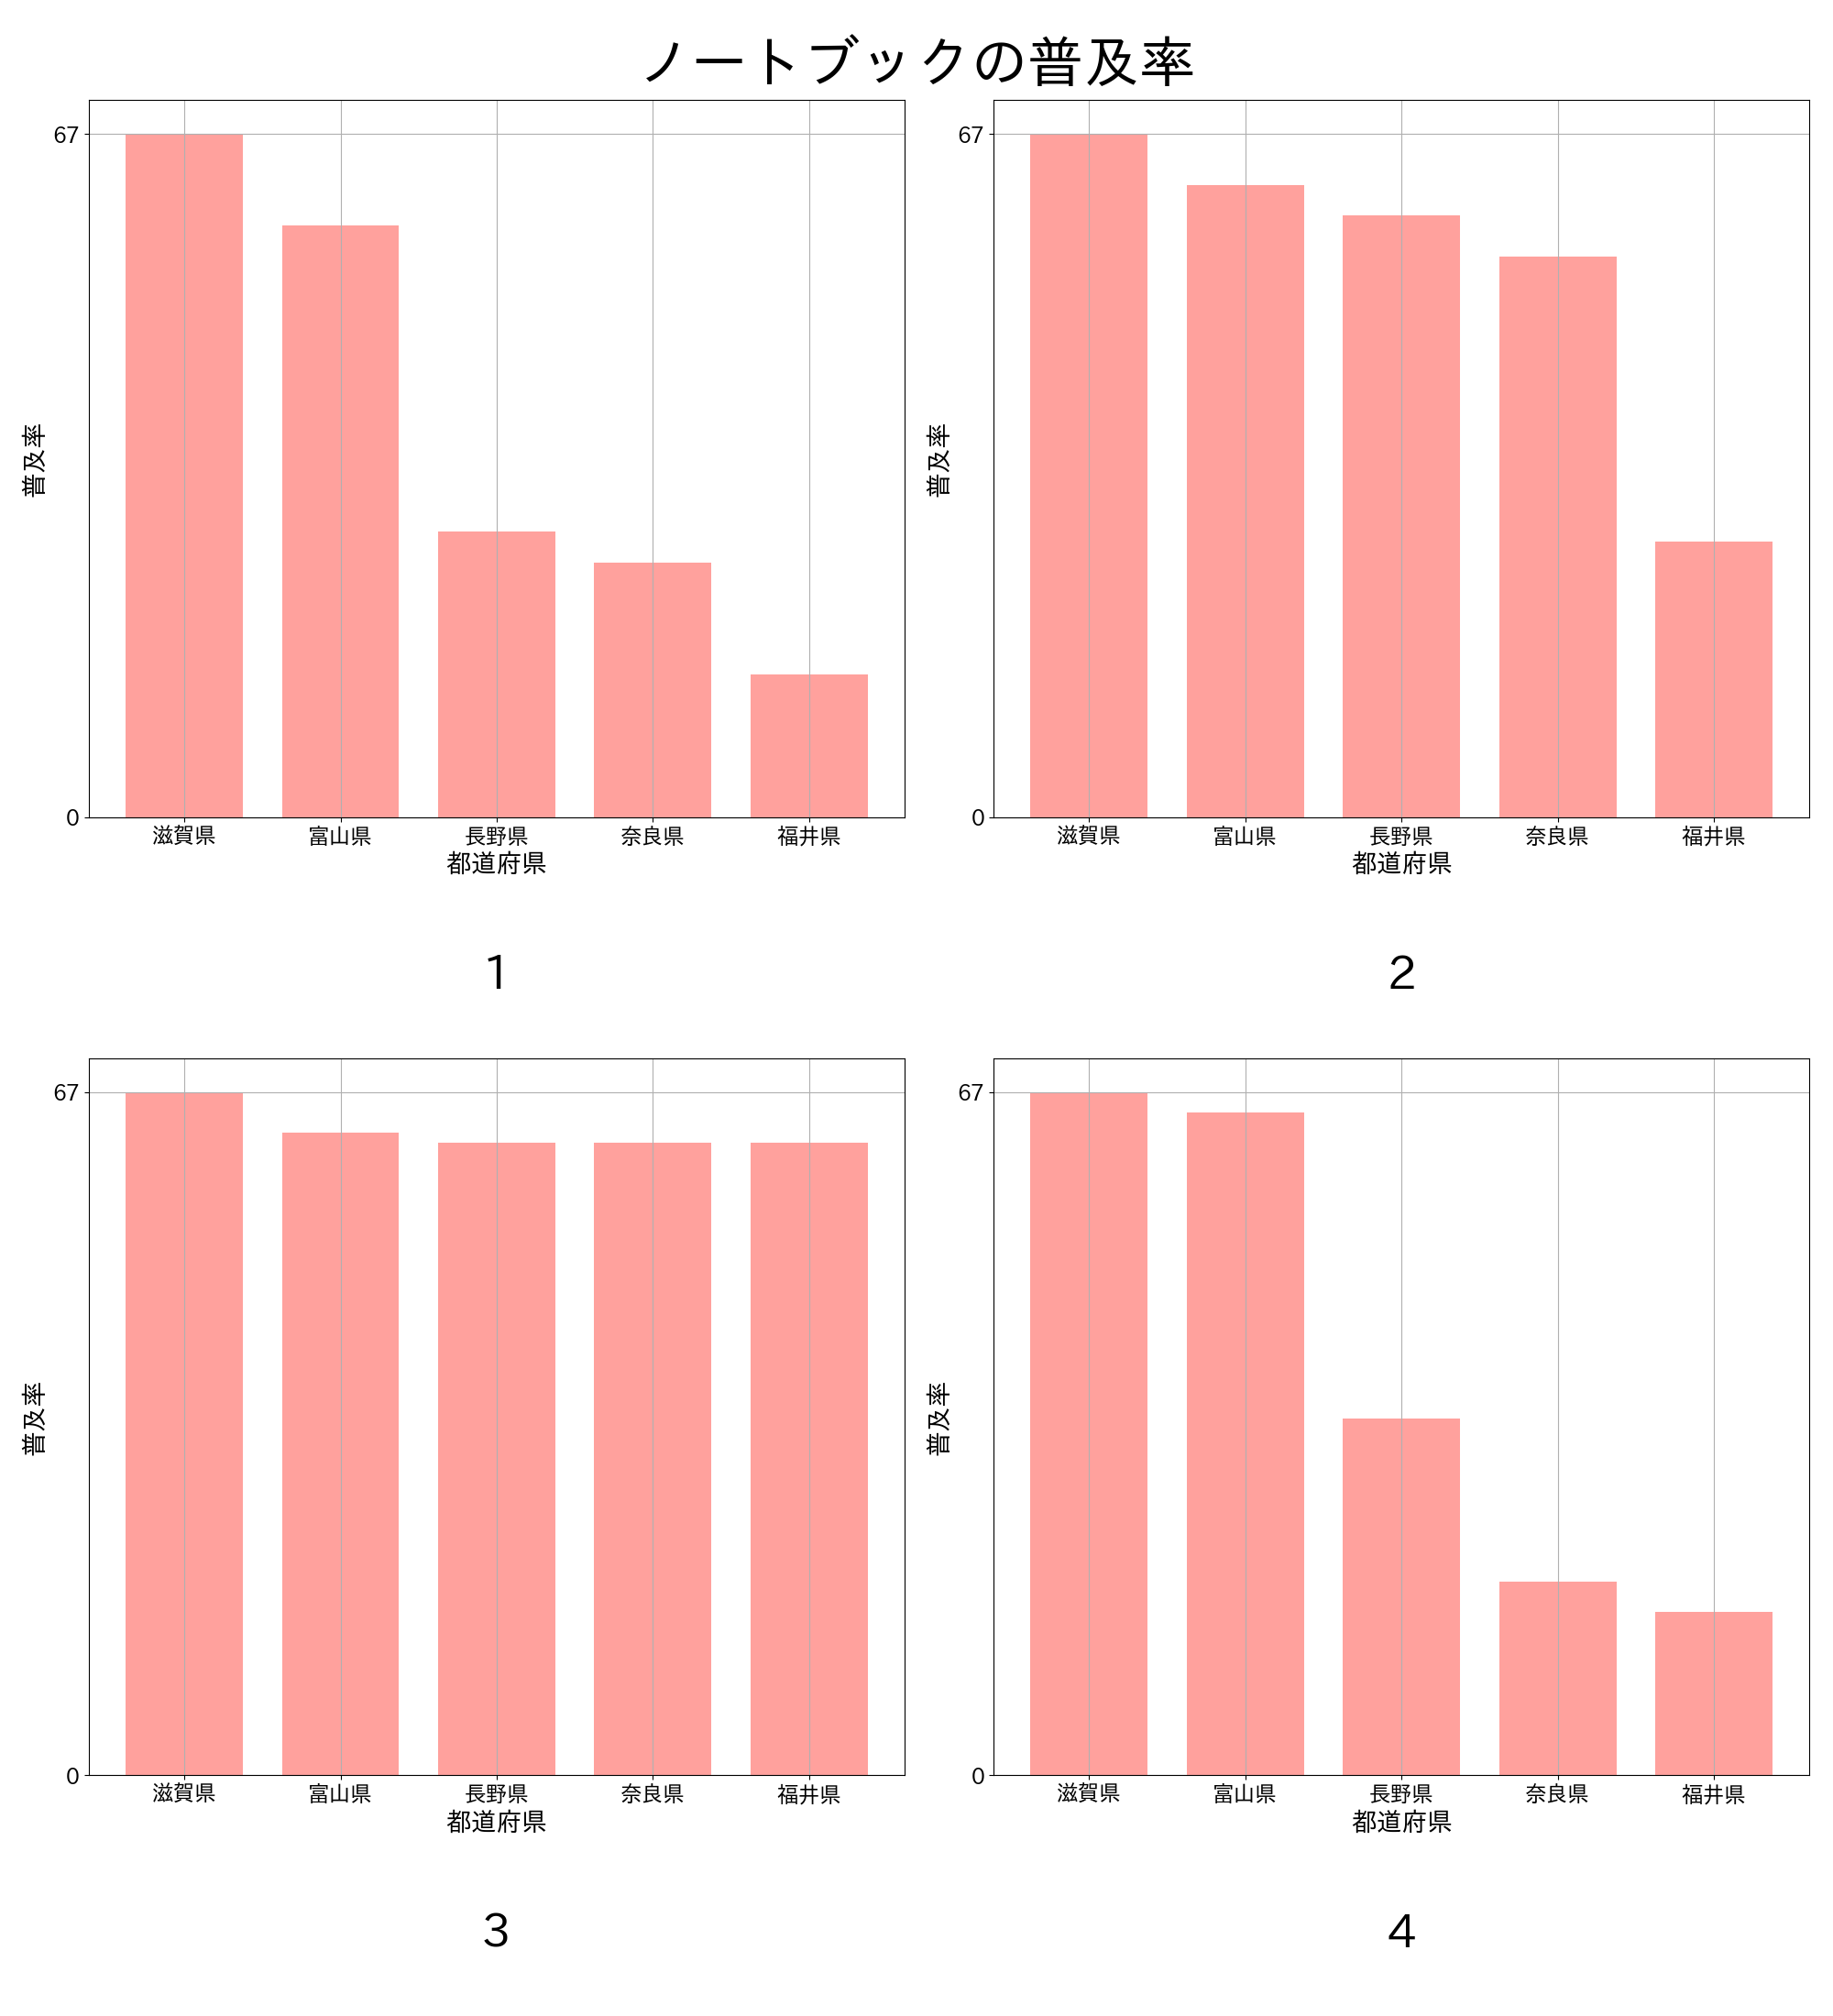 ノートブックの普及率
67
0
普及率
滋賀県 富山県 長野県 奈良県 福井県
都道府県
1
67
0
普及率
滋賀県 富山県 長野県 奈良県 福井県
都道府県
2
67
0
普及率
滋賀県 富山県 長野県 奈良県 福井県
都道府県
3
67
0
普及率
滋賀県 富山県 長野県 奈良県 福井県
都道府県
4